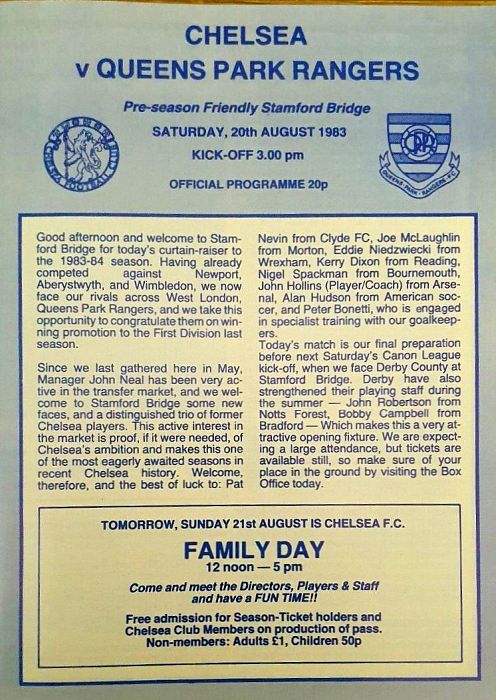 CHELSEA
v QUEENS PARK RANGERS
Pre-season Friendly Stamford Bridge
SATURDAY, 20th AUGUST 1983
KICK-OFF 3.00 pm
OFFICIAL PROGRAMME 20p
CHELSEA FOOTBALL
QPR
QUEENS PARK RANGERS FC
Good afternoon and welcome to Stam-
ford Bridge for today's curtain-raiser to
the 1983-84 season. Having already
competed against Newport,
Aberystwyth, and Wimbledon, we now
face our rivals across West London,
Queens Park Rangers, and we take this
opportunity to congratulate them on win-
ning promotion to the First Division last
season.
Since we last gathered here in May,
Manager John Neal has been very ac-
tive in the transfer market, and we wel-
come to Stamford Bridge some new
faces, and a distinguished trio of former
Chelsea players. This active interest in
the market is proof, if it were needed, of
Chelsea's ambition and makes this one
of the most eagerly awaited seasons in
recent Chelsea history. Welcome,
therefore, and the best of luck to: Pat
Nevin from Clyde FC, Joe McLaughlin
from Morton, Eddie Niedzwiecki from
Wrexham, Kerry Dixon from Reading,
Nigel Spackman from Bournemouth,
John Hollins (Player/Coach) from Arse-
nal, Alan Hudson from American soc-
cer, and Peter Bonetti, who is engaged
in specialist training with our goalkeep-
ers.
Today's match is our final preparation
before next Saturday's Canon League
kick-off, when we face Derby County at
Stamford Bridge. Derby have also
strengthened their playing staff during
the summer — John Robertson from
Notts Forest, Bobby Campbell from
Bradford — Which makes this a very at-
tractive opening fixture. We are expect-
ing a large attendance, but tickets are
available still, so make sure of your
place in the ground by visiting the Box
Office today.
TOMORROW, SUNDAY 21st AUGUST IS CHELSEA F.C.
FAMILY DAY
12 noon — 5 pm
Come and meet the Directors, Players & Staff
and have a FUN TIME!!
Free admission for Season-Ticket holders and
Chelsea Club Members on production of pass.
Non-members: Adults £1, Children 50p